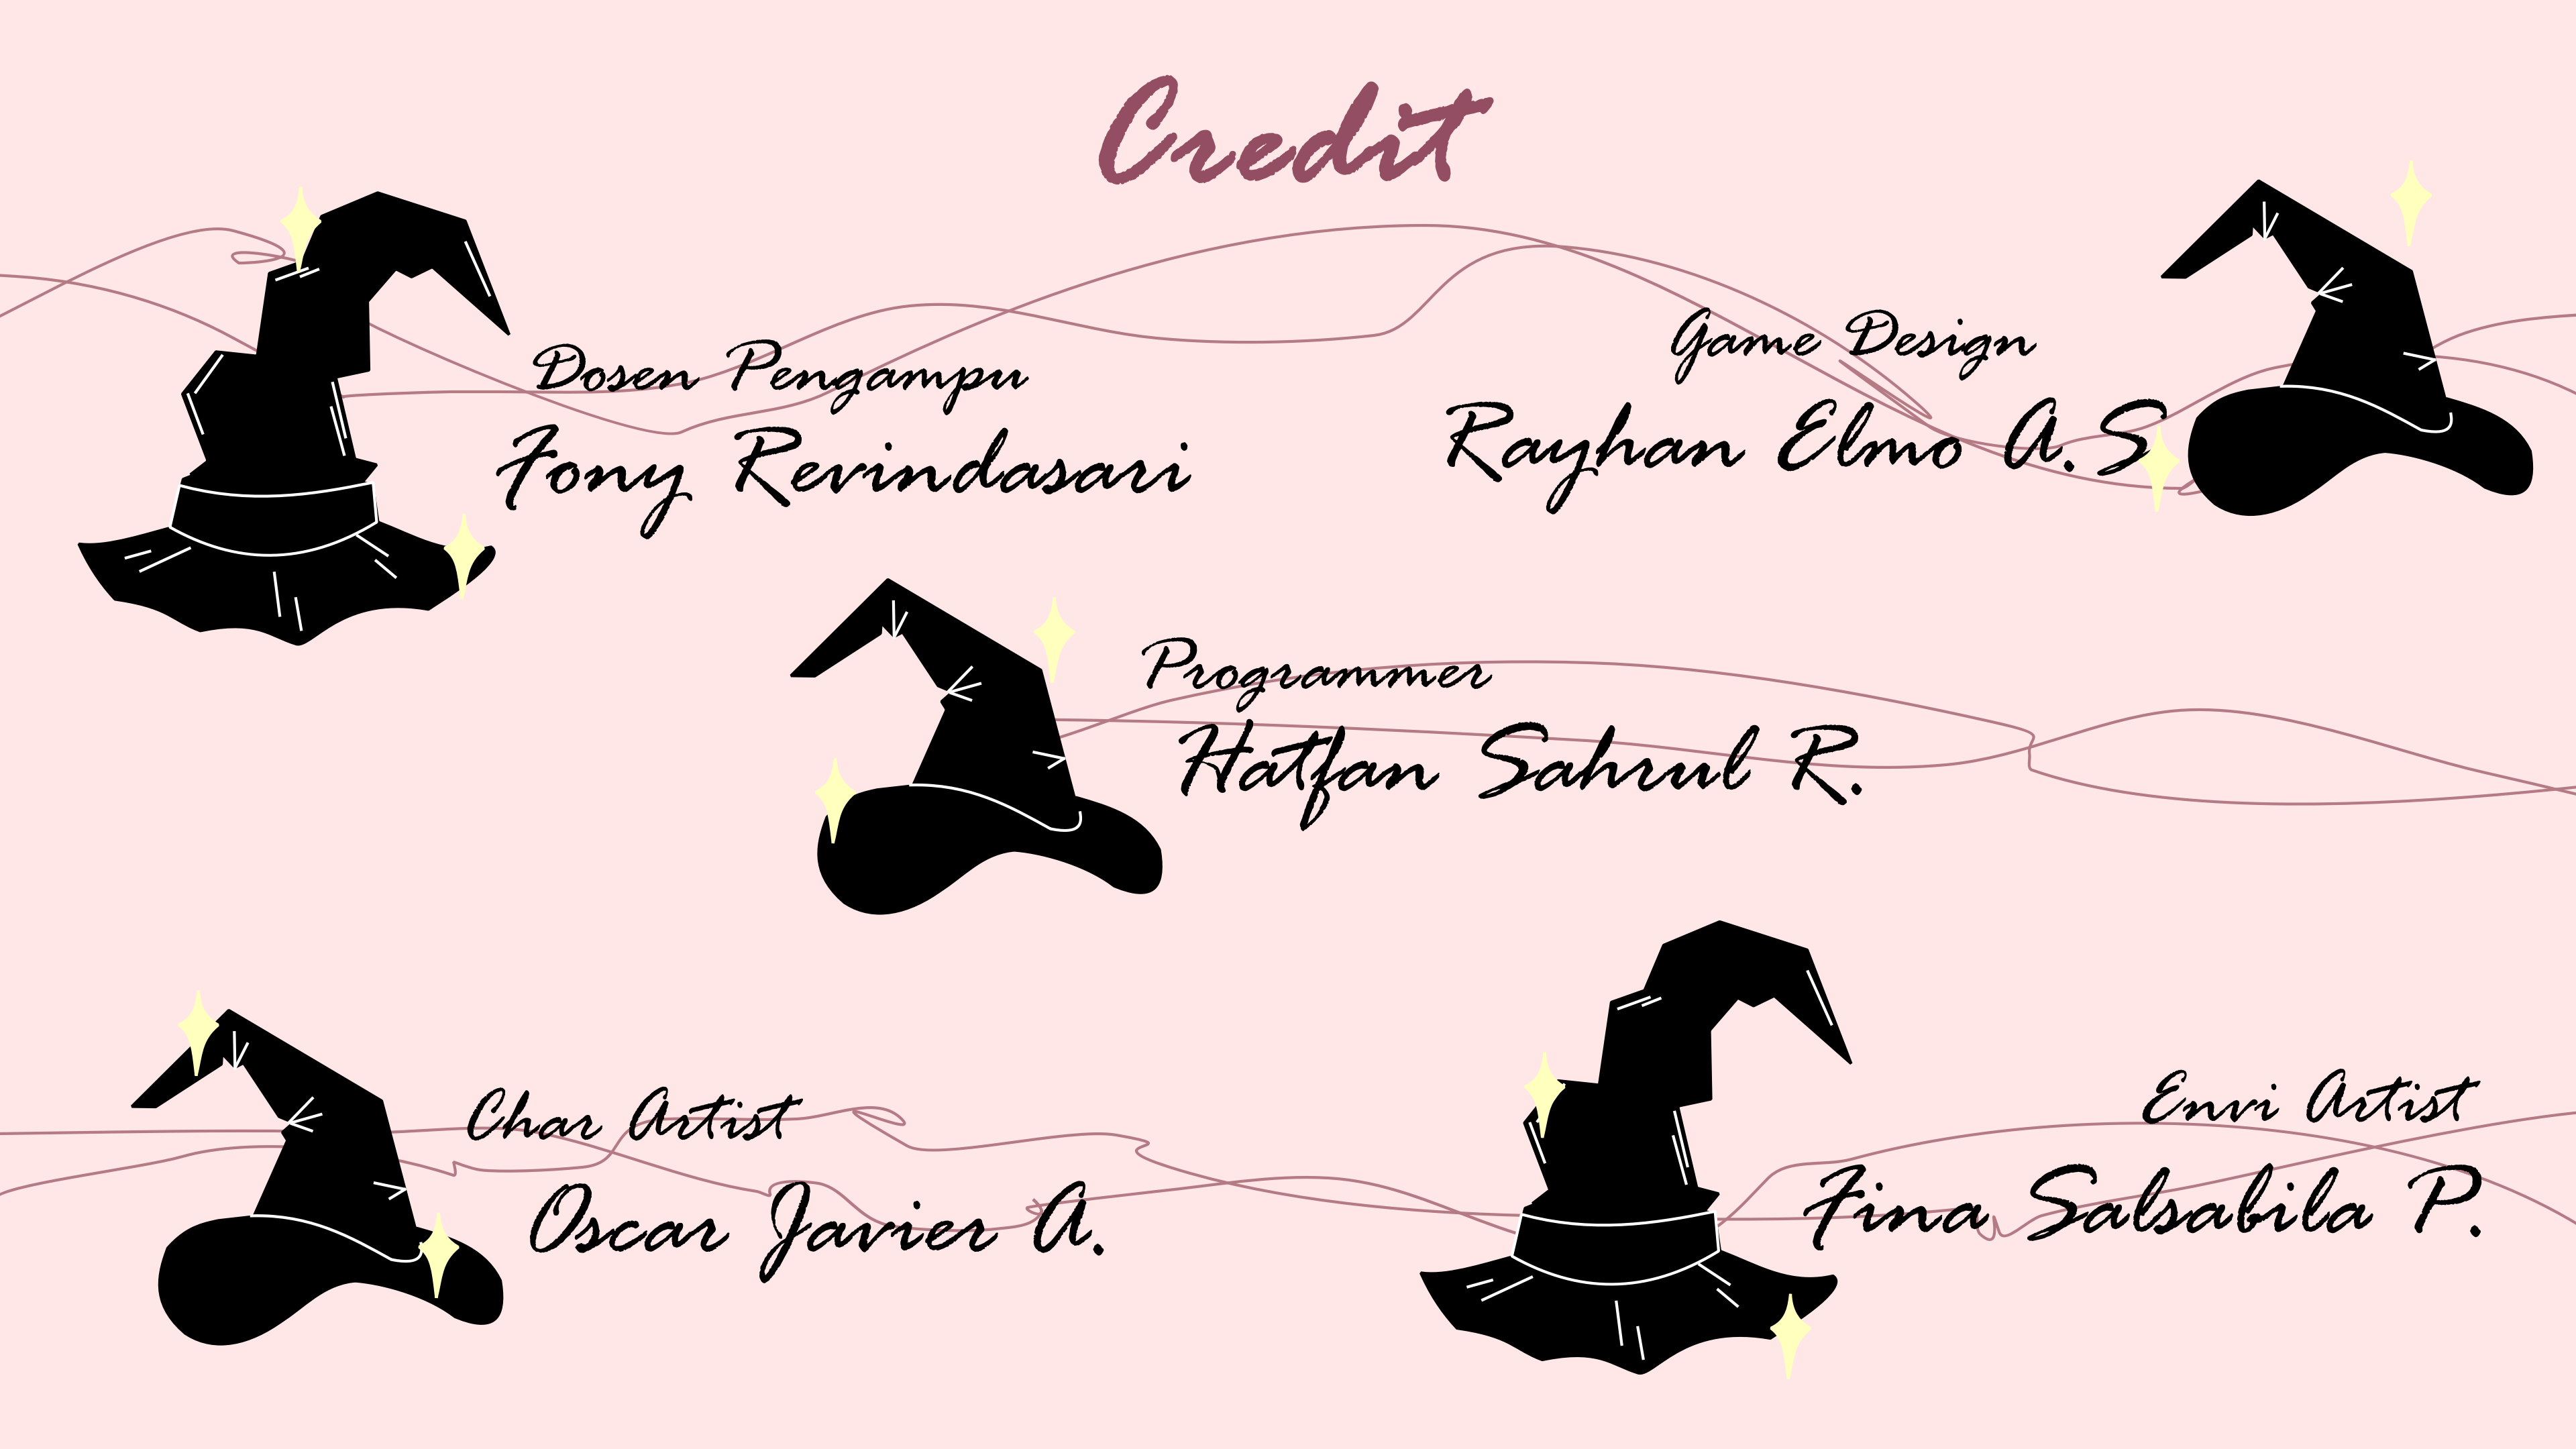 Credit
Dosen Pengampu
Fony Revindasari
Game Design
Rayhan Elmo A.S
Programmer
Hatfan Sahrul R.
Char Artist
Oscar Javier A.
Envi Artist
Fina Salsabila P.